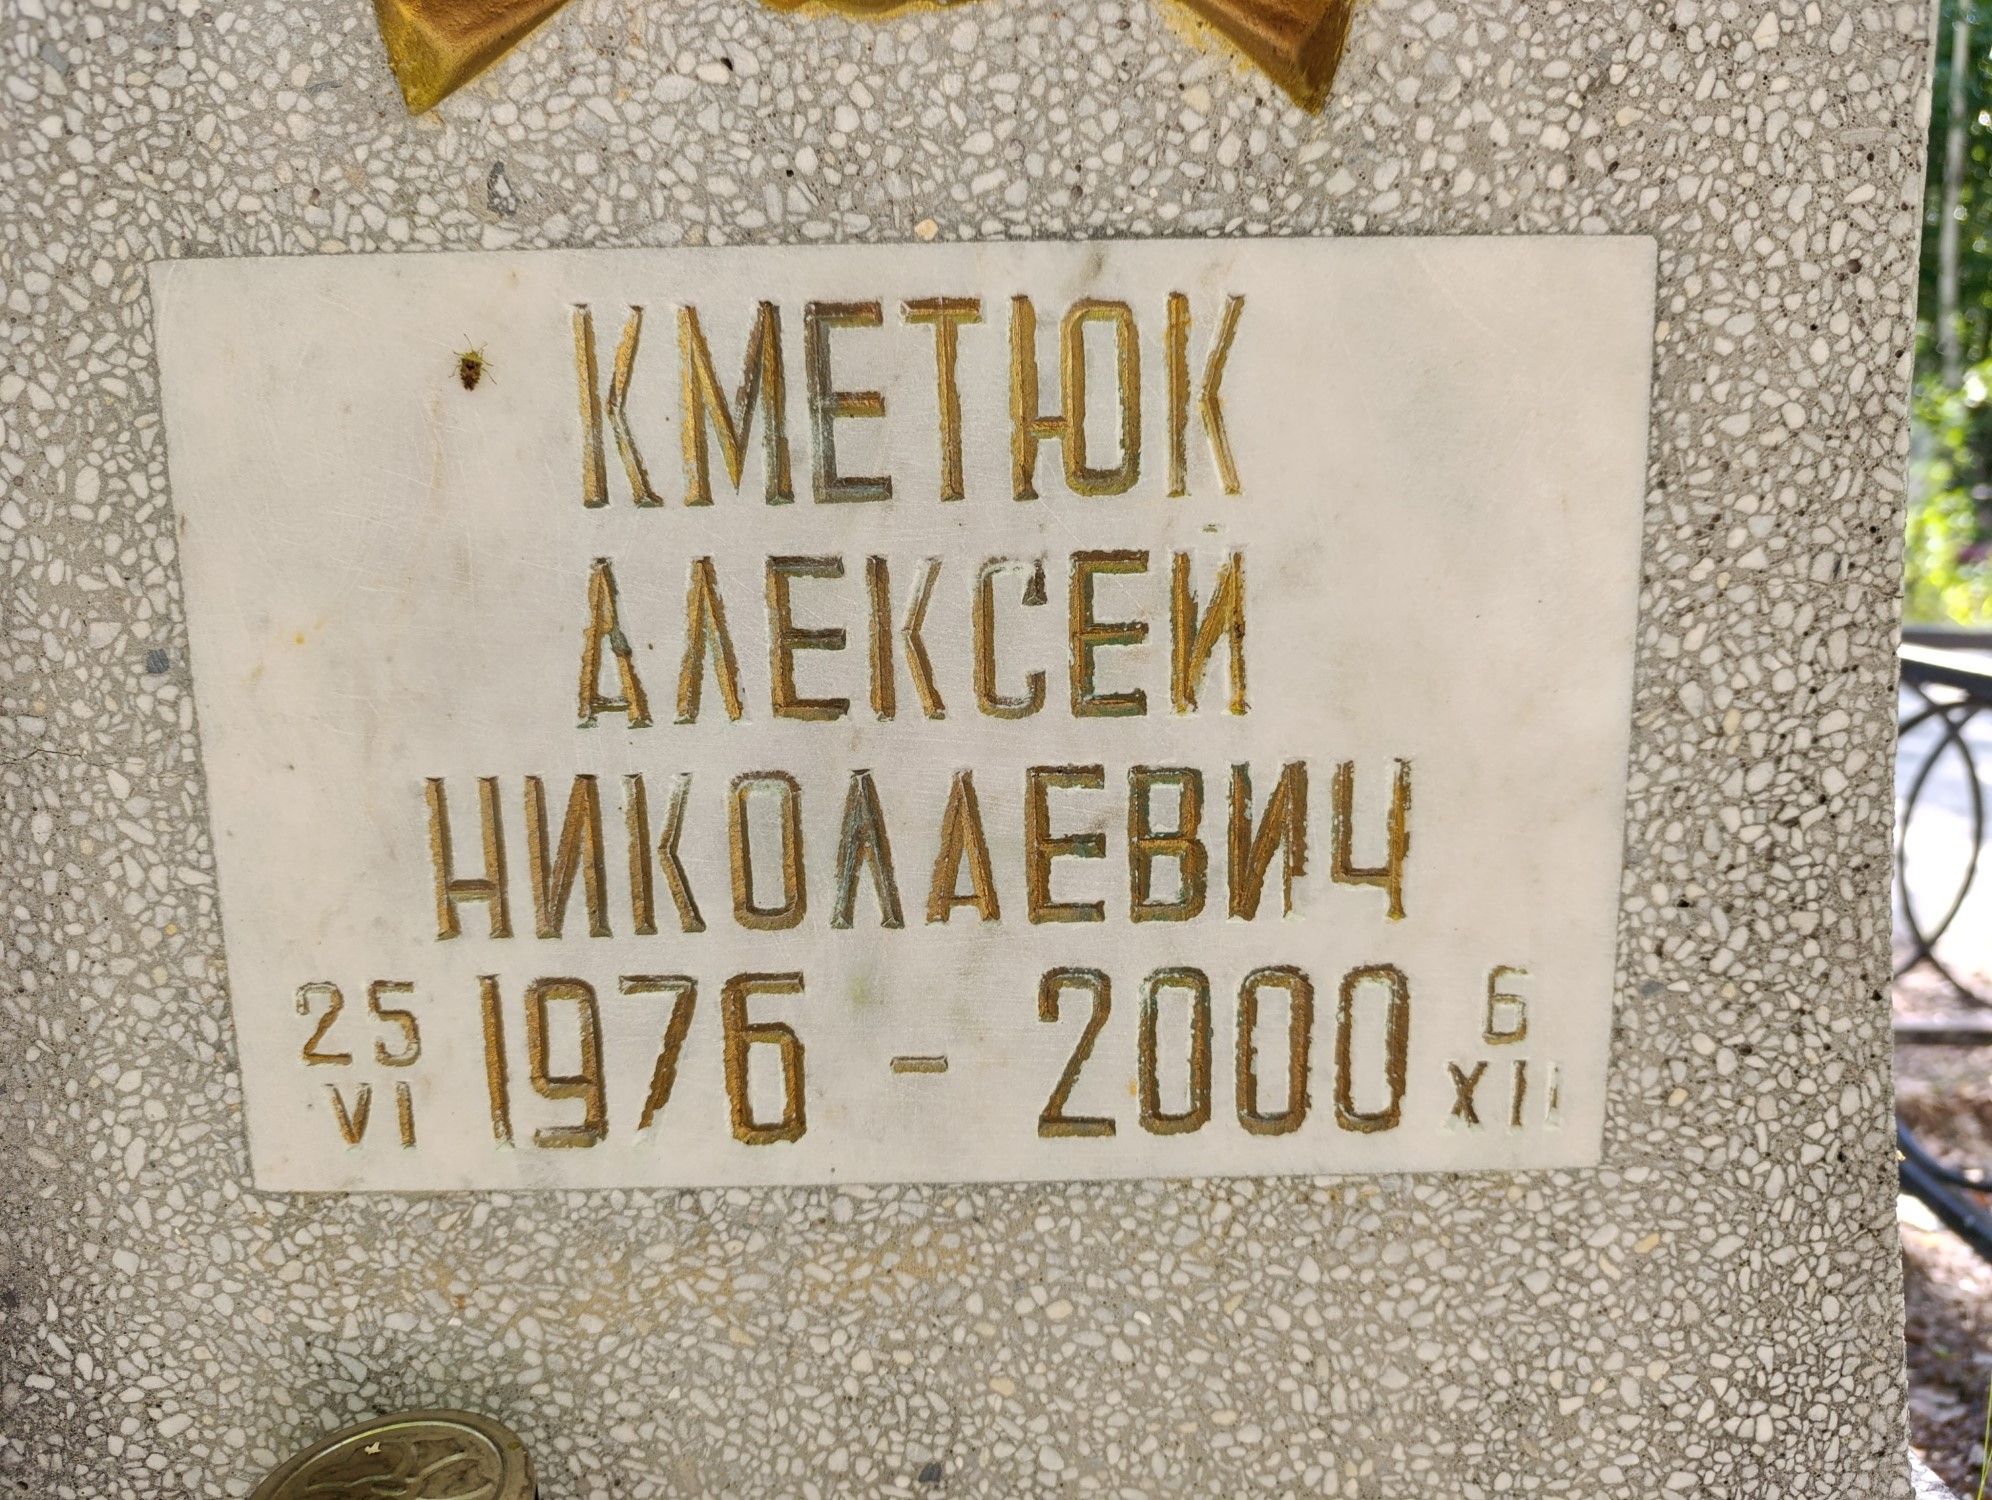 КМЕТЮК
АЛЕКСЕЙ
НИКОЛАЕВИЧ
25 VI 1976 - 2000 6 XII